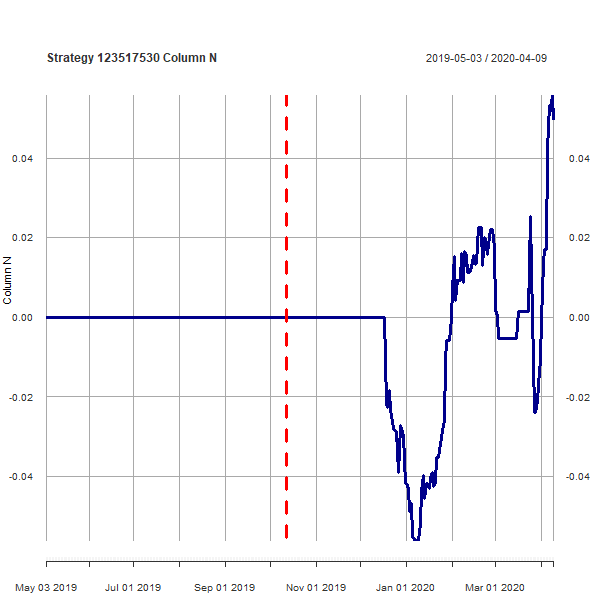 Strategy 123517530 Column N
2019-05-03 / 2020-04-09
0.04
0.04
0.02
0.02
Column N
0.00
0.00
-0.02
-0.02
-0.04
-0.04
May 03 2019
Jul 01 2019
Sep 01 2019
Nov 01 2019
Jan 01 2020
Mar 01 2020